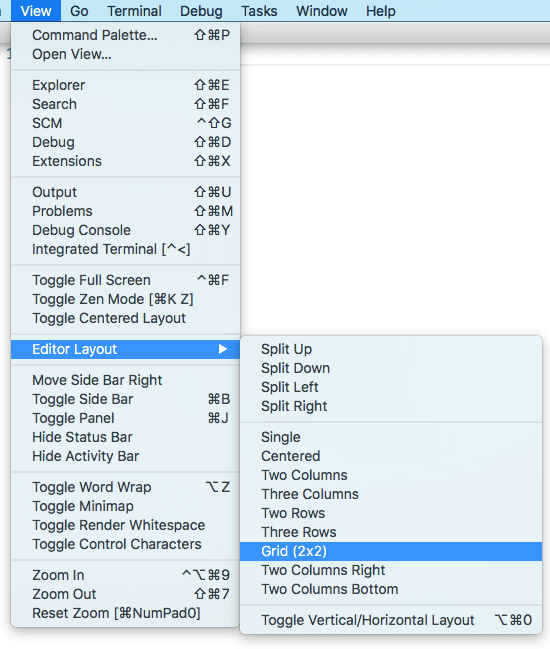 View Go Terminal Debug Tasks Window Help
Command Palette... ⇧⌘P
Open View...
Explorer ⇧⌘E
Search ⇧⌘F
SCM ^⇧G
Debug ⇧⌘D
Extensions ⇧⌘X
Output ⇧⌘U
Problems ⇧⌘M
Debug Console ⇧⌘Y
Integrated Terminal [^<]
Toggle Full Screen ^⌘F
Toggle Zen Mode [⌘K Z]
Toggle Centered Layout
Editor Layout ▶
Move Side Bar Right
Toggle Side Bar ⌘B
Toggle Panel ⌘J
Hide Status Bar
Hide Activity Bar
Toggle Word Wrap ⌥Z
Toggle Minimap
Toggle Render Whitespace
Toggle Control Characters
Zoom In ^⌥⌘9
Zoom Out ⇧⌘7
Reset Zoom [⌘NumPad0]
Split Up
Split Down
Split Left
Split Right
Single
Centered
Two Columns
Three Columns
Two Rows
Three Rows
Grid (2x2)
Two Columns Right
Two Columns Bottom
Toggle Vertical/Horizontal Layout ⌥⌘0